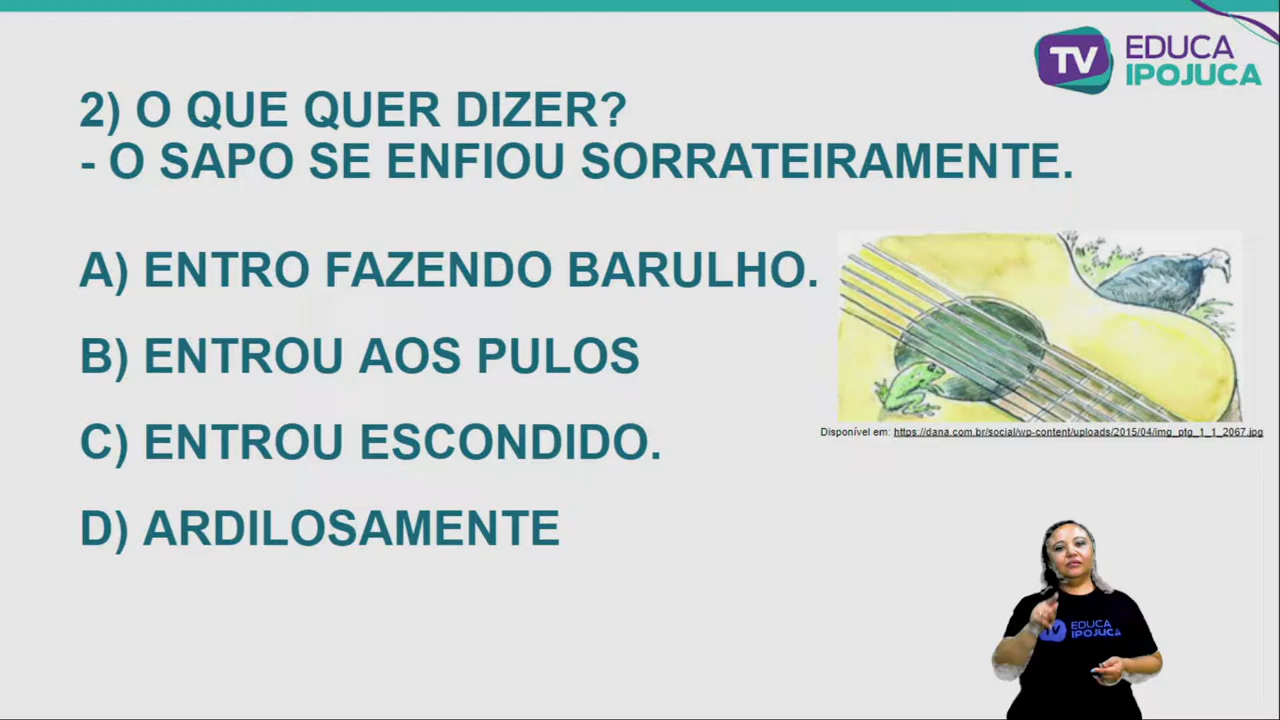 TV EDUCA
IPOJUCA
2) O QUE QUER DIZER?
- O SAPO SE ENFIOU SORRATEIRAMENTE.
A) ENTRO FAZENDO BARULHO.
B) ENTROU AOS PULOS
C) ENTROU ESCONDIDO.
D) ARDILOSAMENTE
Disponível em: https://dana.com.br/social/wp-content/uploads/2015/04/img_ptg_1_1_2067.jpg
TV EDUCA
IPOJUCA